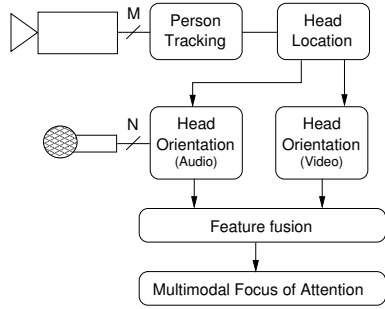 M
Person
Tracking
Head
Location
N
Head
Orientation
(Audio)
Head
Orientation
(Video)
Feature fusion
Multimodal Focus of Attention